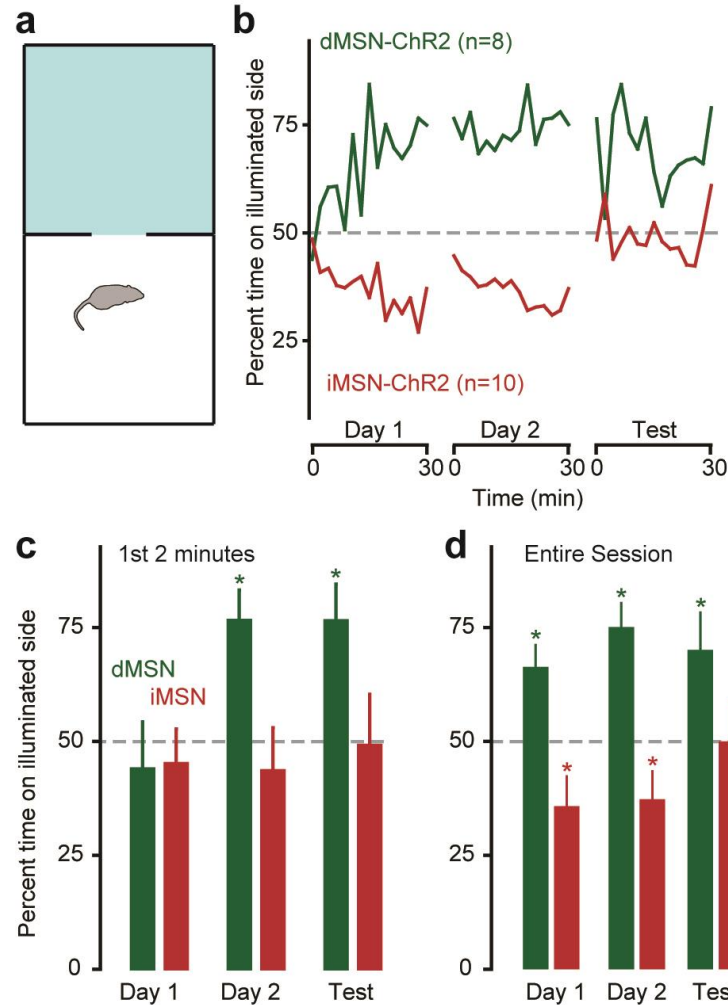 a
b
dMSN-ChR2 (n=8)
Percent time on illuminated side
75
50
25
iMSN-ChR2 (n=10)
Day 1
Day 2
Test
0
30
0
30
0
30
Time (min)
c
1st 2 minutes
Percent time on illuminated side
75
50
25
0
*
*
dMSN
iMSN
Day 1
Day 2
Test
d
Entire Session
75
50
25
0
*
*
*
*
*
Day 1
Day 2
Tes